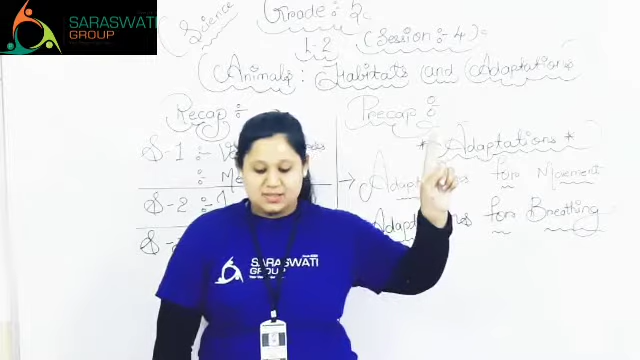 SARASWATI
GROUP
Science
Grade :- 5
L-2 (Session :- 4)
(Animals : Habitats and Adaptations
Recap :-
Precap :-
S-1 :-
* Adaptations *
→ Adaptations for Movement
S-2 :-
Adaptations for Breathing
SARASWATI
GROUP